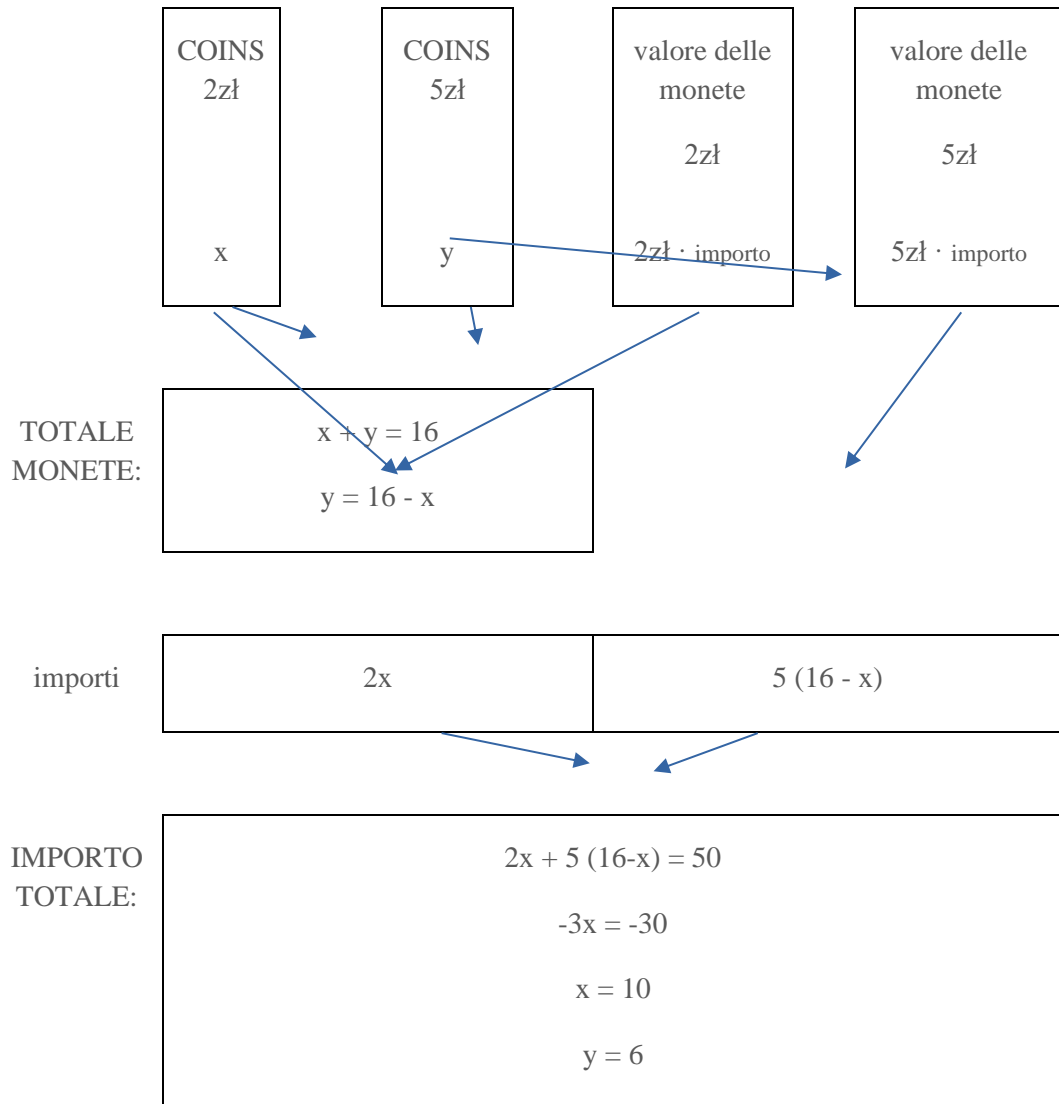 COINS
2zł
x
COINS
5zł
y
valore delle
monete
2zł
2zł · importo
valore delle
monete
5zł
5zł · importo
TOTALE
MONETE:
x + y = 16
y = 16 - x
importi
2x
5 (16 - x)
IMPORTO
TOTALE:
2x + 5 (16-x) = 50
-3x = -30
x = 10
y = 6